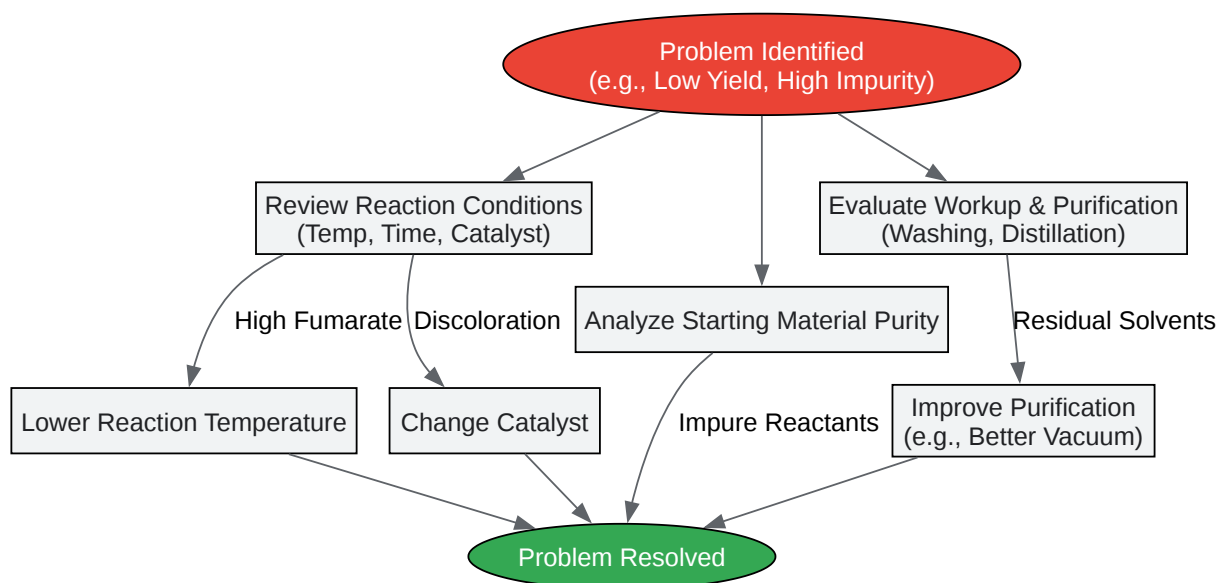 Problem Identified
(e.g., Low Yield, High Impurity)
Review Reaction Conditions
(Temp, Time, Catalyst)
Evaluate Workup & Purification
(Washing, Distillation)
High Fumarate
Discoloration
Analyze Starting Material Purity
Residual Solvents
Lower Reaction Temperature
Change Catalyst
Impure Reactants
Improve Purification
(e.g., Better Vacuum)
Problem Resolved